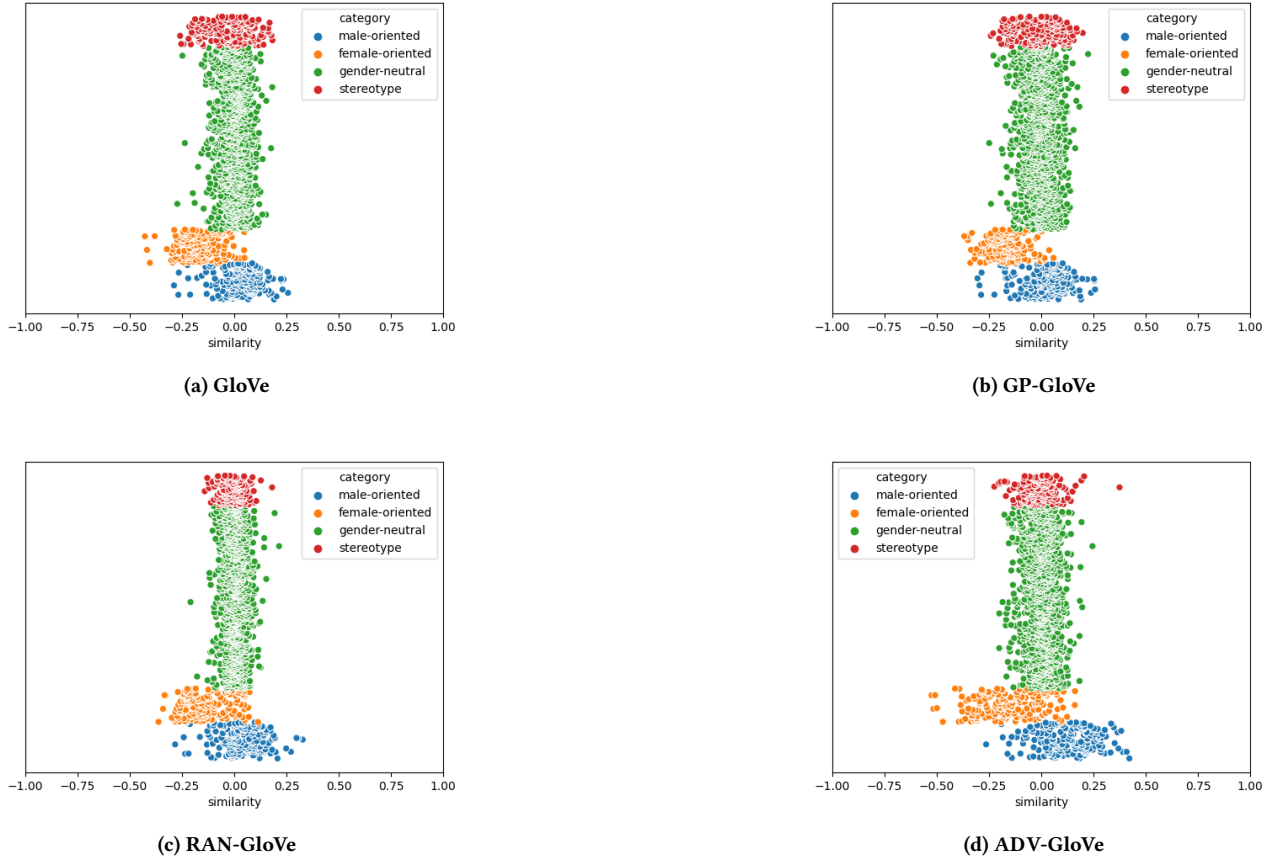 category
male-oriented
female-oriented
gender-neutral
stereotype
−1.00 −0.75 −0.50 −0.25 0.00 0.25 0.50 0.75 1.00
similarity
(a) GloVe
category
male-oriented
female-oriented
gender-neutral
stereotype
−1.00 −0.75 −0.50 −0.25 0.00 0.25 0.50 0.75 1.00
similarity
(b) GP-GloVe
category
male-oriented
female-oriented
gender-neutral
stereotype
−1.00 −0.75 −0.50 −0.25 0.00 0.25 0.50 0.75 1.00
similarity
(c) RAN-GloVe
category
male-oriented
female-oriented
gender-neutral
stereotype
−1.00 −0.75 −0.50 −0.25 0.00 0.25 0.50 0.75 1.00
similarity
(d) ADV-GloVe